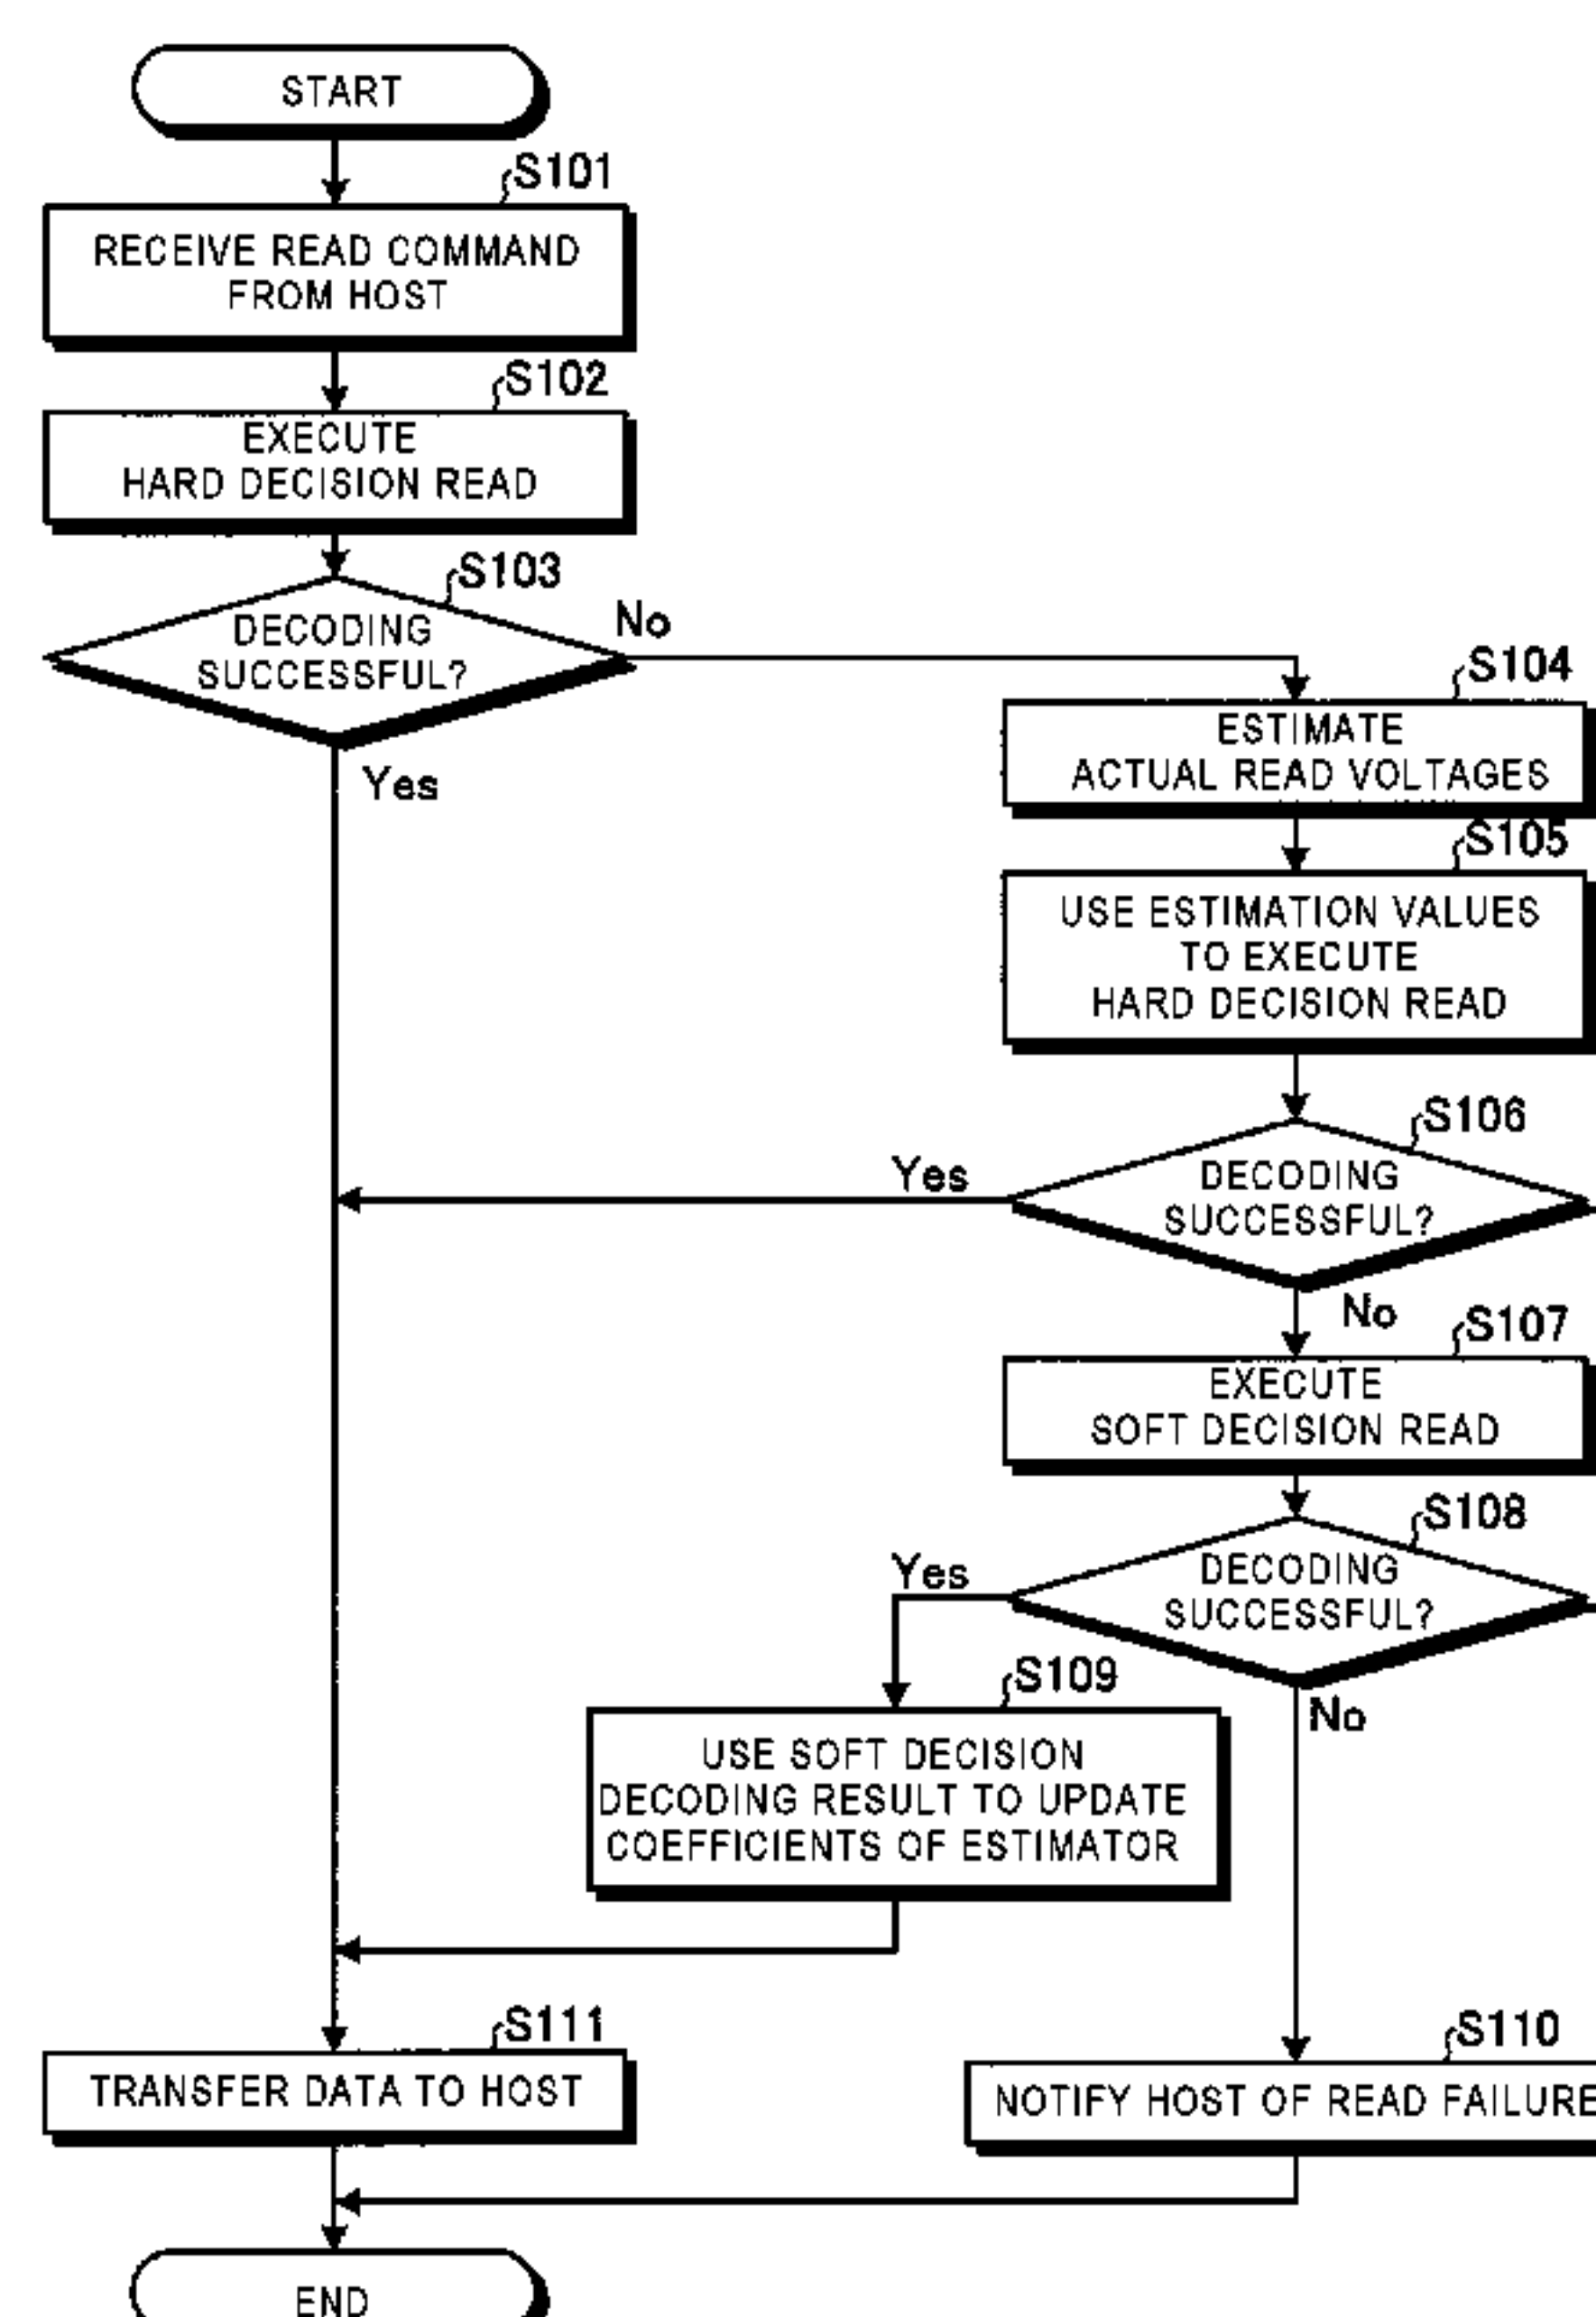 START
S101
RECEIVE READ COMMAND
FROM HOST
S102
EXECUTE
HARD DECISION READ
S103
DECODING
SUCCESSFUL?
No
Yes
S104
ESTIMATE
ACTUAL READ VOLTAGES
S105
USE ESTIMATION VALUES
TO EXECUTE
HARD DECISION READ
S106
DECODING
SUCCESSFUL?
Yes
No
S107
EXECUTE
SOFT DECISION READ
S108
DECODING
SUCCESSFUL?
Yes
No
S109
USE SOFT DECISION
DECODING RESULT TO UPDATE
COEFFICIENTS OF ESTIMATOR
S111
TRANSFER DATA TO HOST
S110
NOTIFY HOST OF READ FAILURE
END